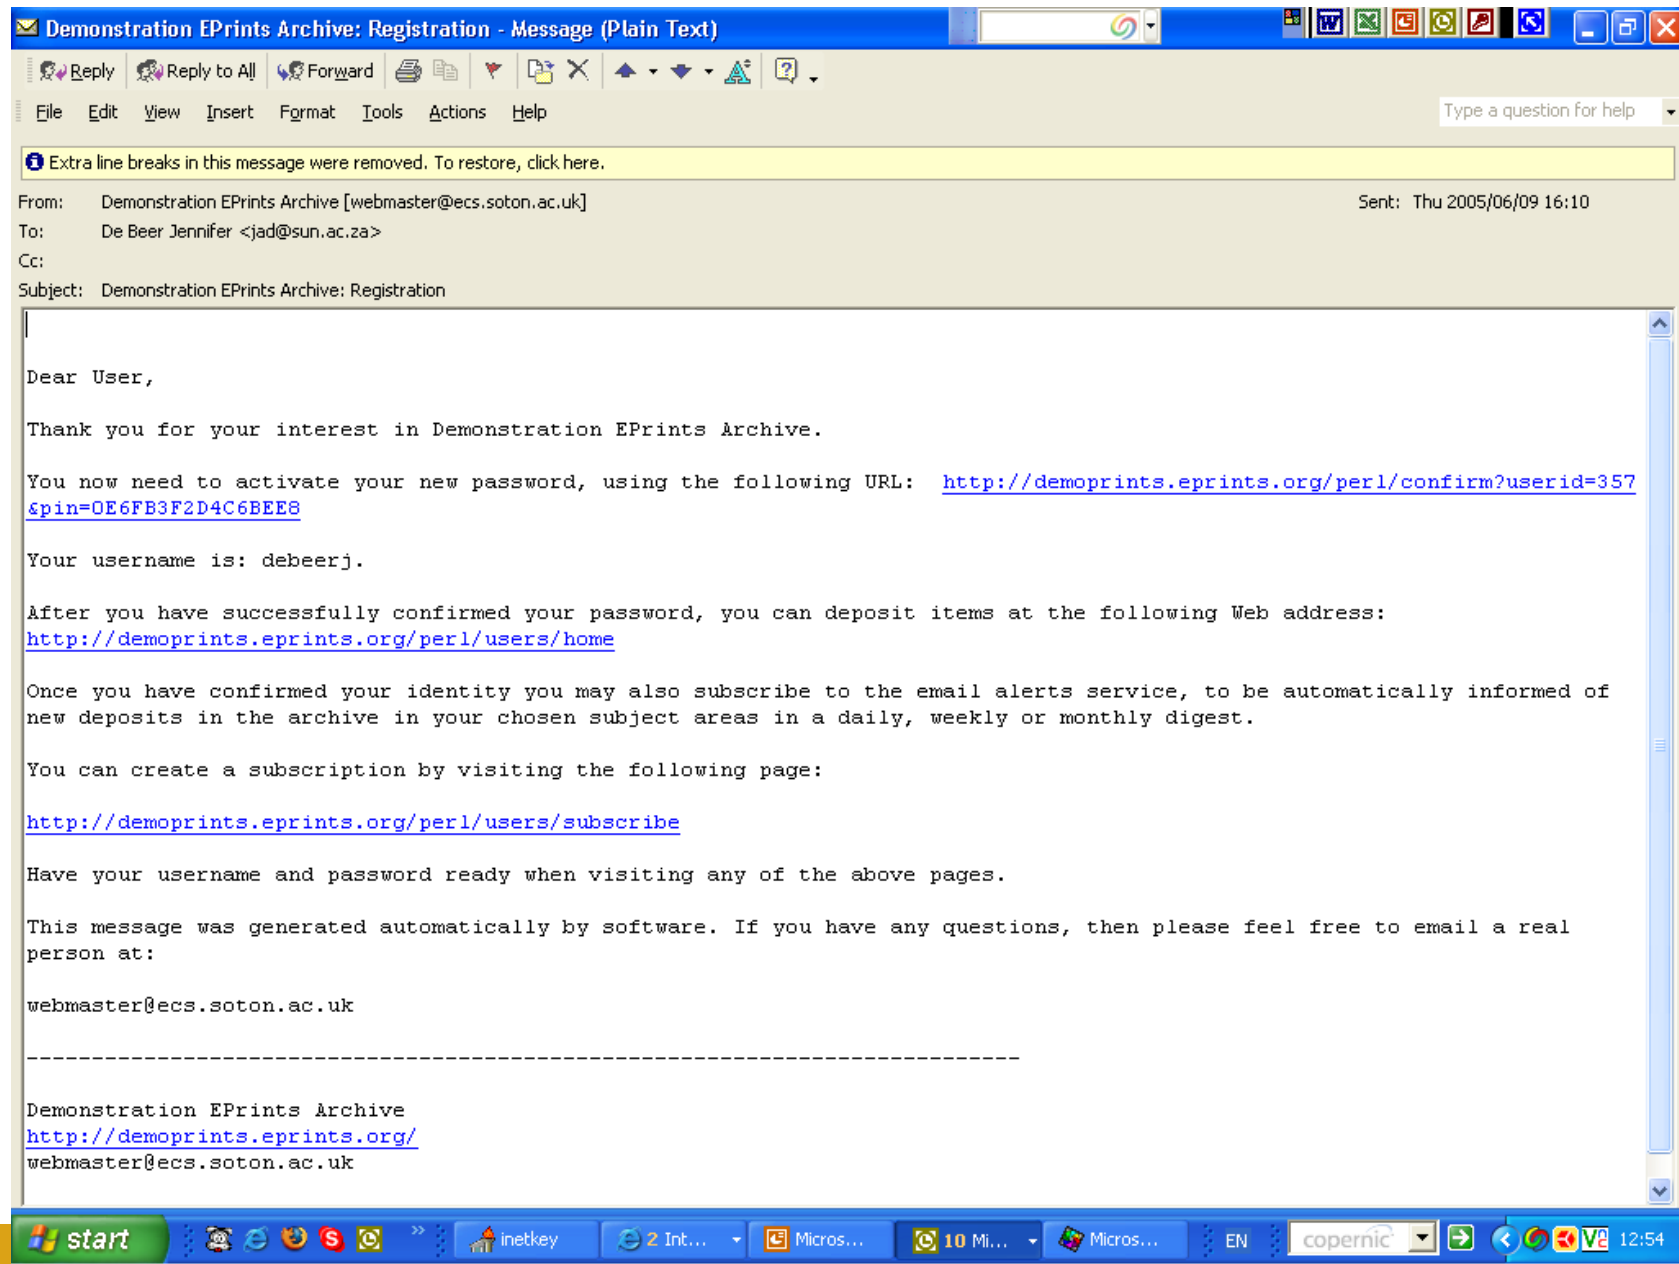 Demonstration EPrints Archive: Registration - Message (Plain Text)
Reply Reply to All Forward
File Edit View Insert Format Tools Actions Help Type a question for help
Extra line breaks in this message were removed. To restore, click here.
From: Demonstration EPrints Archive [webmaster@ecs.soton.ac.uk] Sent: Thu 2005/06/09 16:10
To: De Beer Jennifer <jad@sun.ac.za>
Cc:
Subject: Demonstration EPrints Archive: Registration
Dear User,
Thank you for your interest in Demonstration EPrints Archive.
You now need to activate your new password, using the following URL: http://demoprints.eprints.org/perl/confirm?userid=357
&pin=0E6FB3F2D4C6BEE8
Your username is: debeerj.
After you have successfully confirmed your password, you can deposit items at the following Web address:
http://demoprints.eprints.org/perl/users/home
Once you have confirmed your identity you may also subscribe to the email alerts service, to be automatically informed of
new deposits in the archive in your chosen subject areas in a daily, weekly or monthly digest.
You can create a subscription by visiting the following page:
http://demoprints.eprints.org/perl/users/subscribe
Have your username and password ready when visiting any of the above pages.
This message was generated automatically by software. If you have any questions, then please feel free to email a real
person at:
webmaster@ecs.soton.ac.uk
----------------------------------------------------------------------------
Demonstration EPrints Archive
http://demoprints.eprints.org/
webmaster@ecs.soton.ac.uk
start inetkey 2 Int... Micros... 10 Mi... Micros... EN copernic 12:54